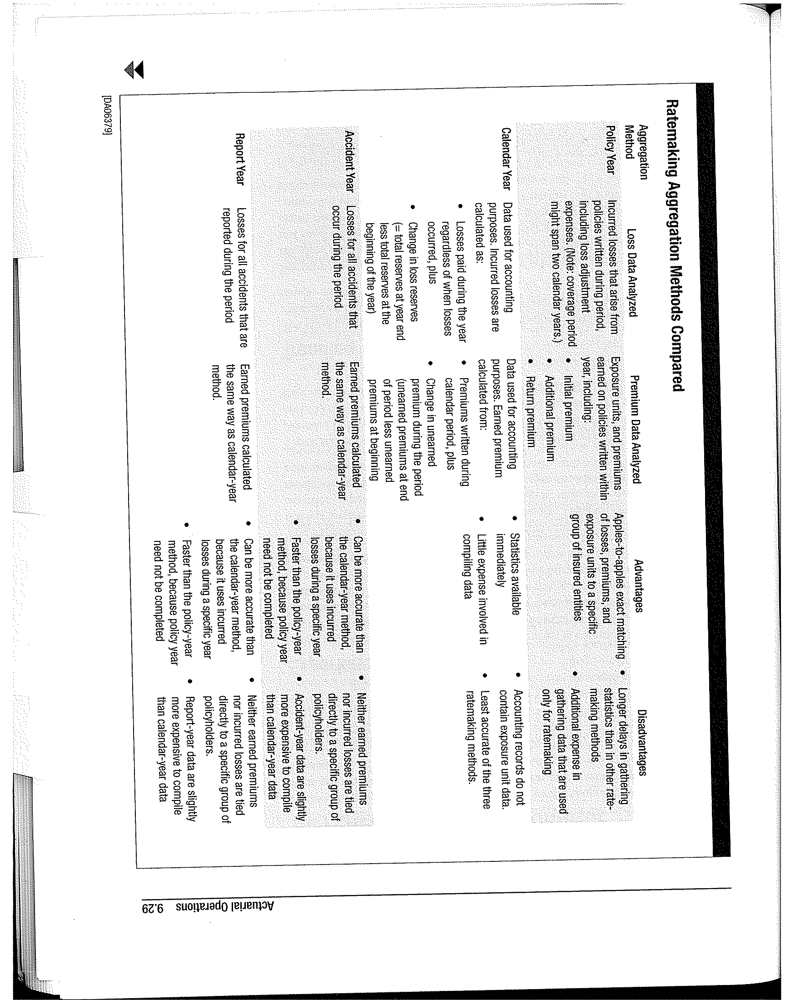 Ratemaking Aggregation Methods Compared
Aggregation
Method
Loss Data Analyzed
Premium Data Analyzed
Advantages
Disadvantages
Policy Year
Incurred losses that arise from
policies written during period,
including loss adjustment
expenses. (Note: coverage period
might span two calendar years.)
Exposure units, and premiums
earned on policies written within
year, including:
• Initial premium
• Additional premium
• Return premium
Apples-to-apples exact matching
of losses, premiums, and
exposure units to a specific
group of insured entities
• Longer delays in gathering
statistics than in other rate-
making methods
• Additional expense in
gathering data that are used
only for ratemaking
Calendar Year
Data used for accounting
purposes. Incurred losses are
calculated as:
• Losses paid during the year
regardless of when losses
occurred, plus
• Change in loss reserves
(= total reserves at year end
less total reserves at the
beginning of the year)
Data used for accounting
purposes. Earned premium
calculated from:
• Premiums written during
calendar period, plus
• Change in unearned
premium during the period
(unearned premiums at end
of period less unearned
premiums at beginning
• Statistics available
immediately
• Little expense involved in
compiling data
• Accounting records do not
contain exposure unit data.
• Least accurate of the three
ratemaking methods.
Accident Year
Losses for all accidents that
occur during the period
Earned premiums calculated
the same way as calendar-year
method.
• Can be more accurate than
the calendar-year method,
because it uses incurred
losses during a specific year
• Faster than the policy-year
method, because policy year
need not be completed
• Neither earned premiums
nor incurred losses are tied
directly to a specific group of
policyholders.
• Accident-year data are slightly
more expensive to compile
than calendar-year data
Report Year
Losses for all accidents that are
reported during the period
Earned premiums calculated
the same way as calendar-year
method.
• Can be more accurate than
the calendar-year method,
because it uses incurred
losses during a specific year
• Faster than the policy-year
method, because policy year
need not be completed
• Neither earned premiums
nor incurred losses are tied
directly to a specific group of
policyholders.
• Report-year data are slightly
more expensive to compile
than calendar-year data
[DA06379]
Actuarial Operations 9.29